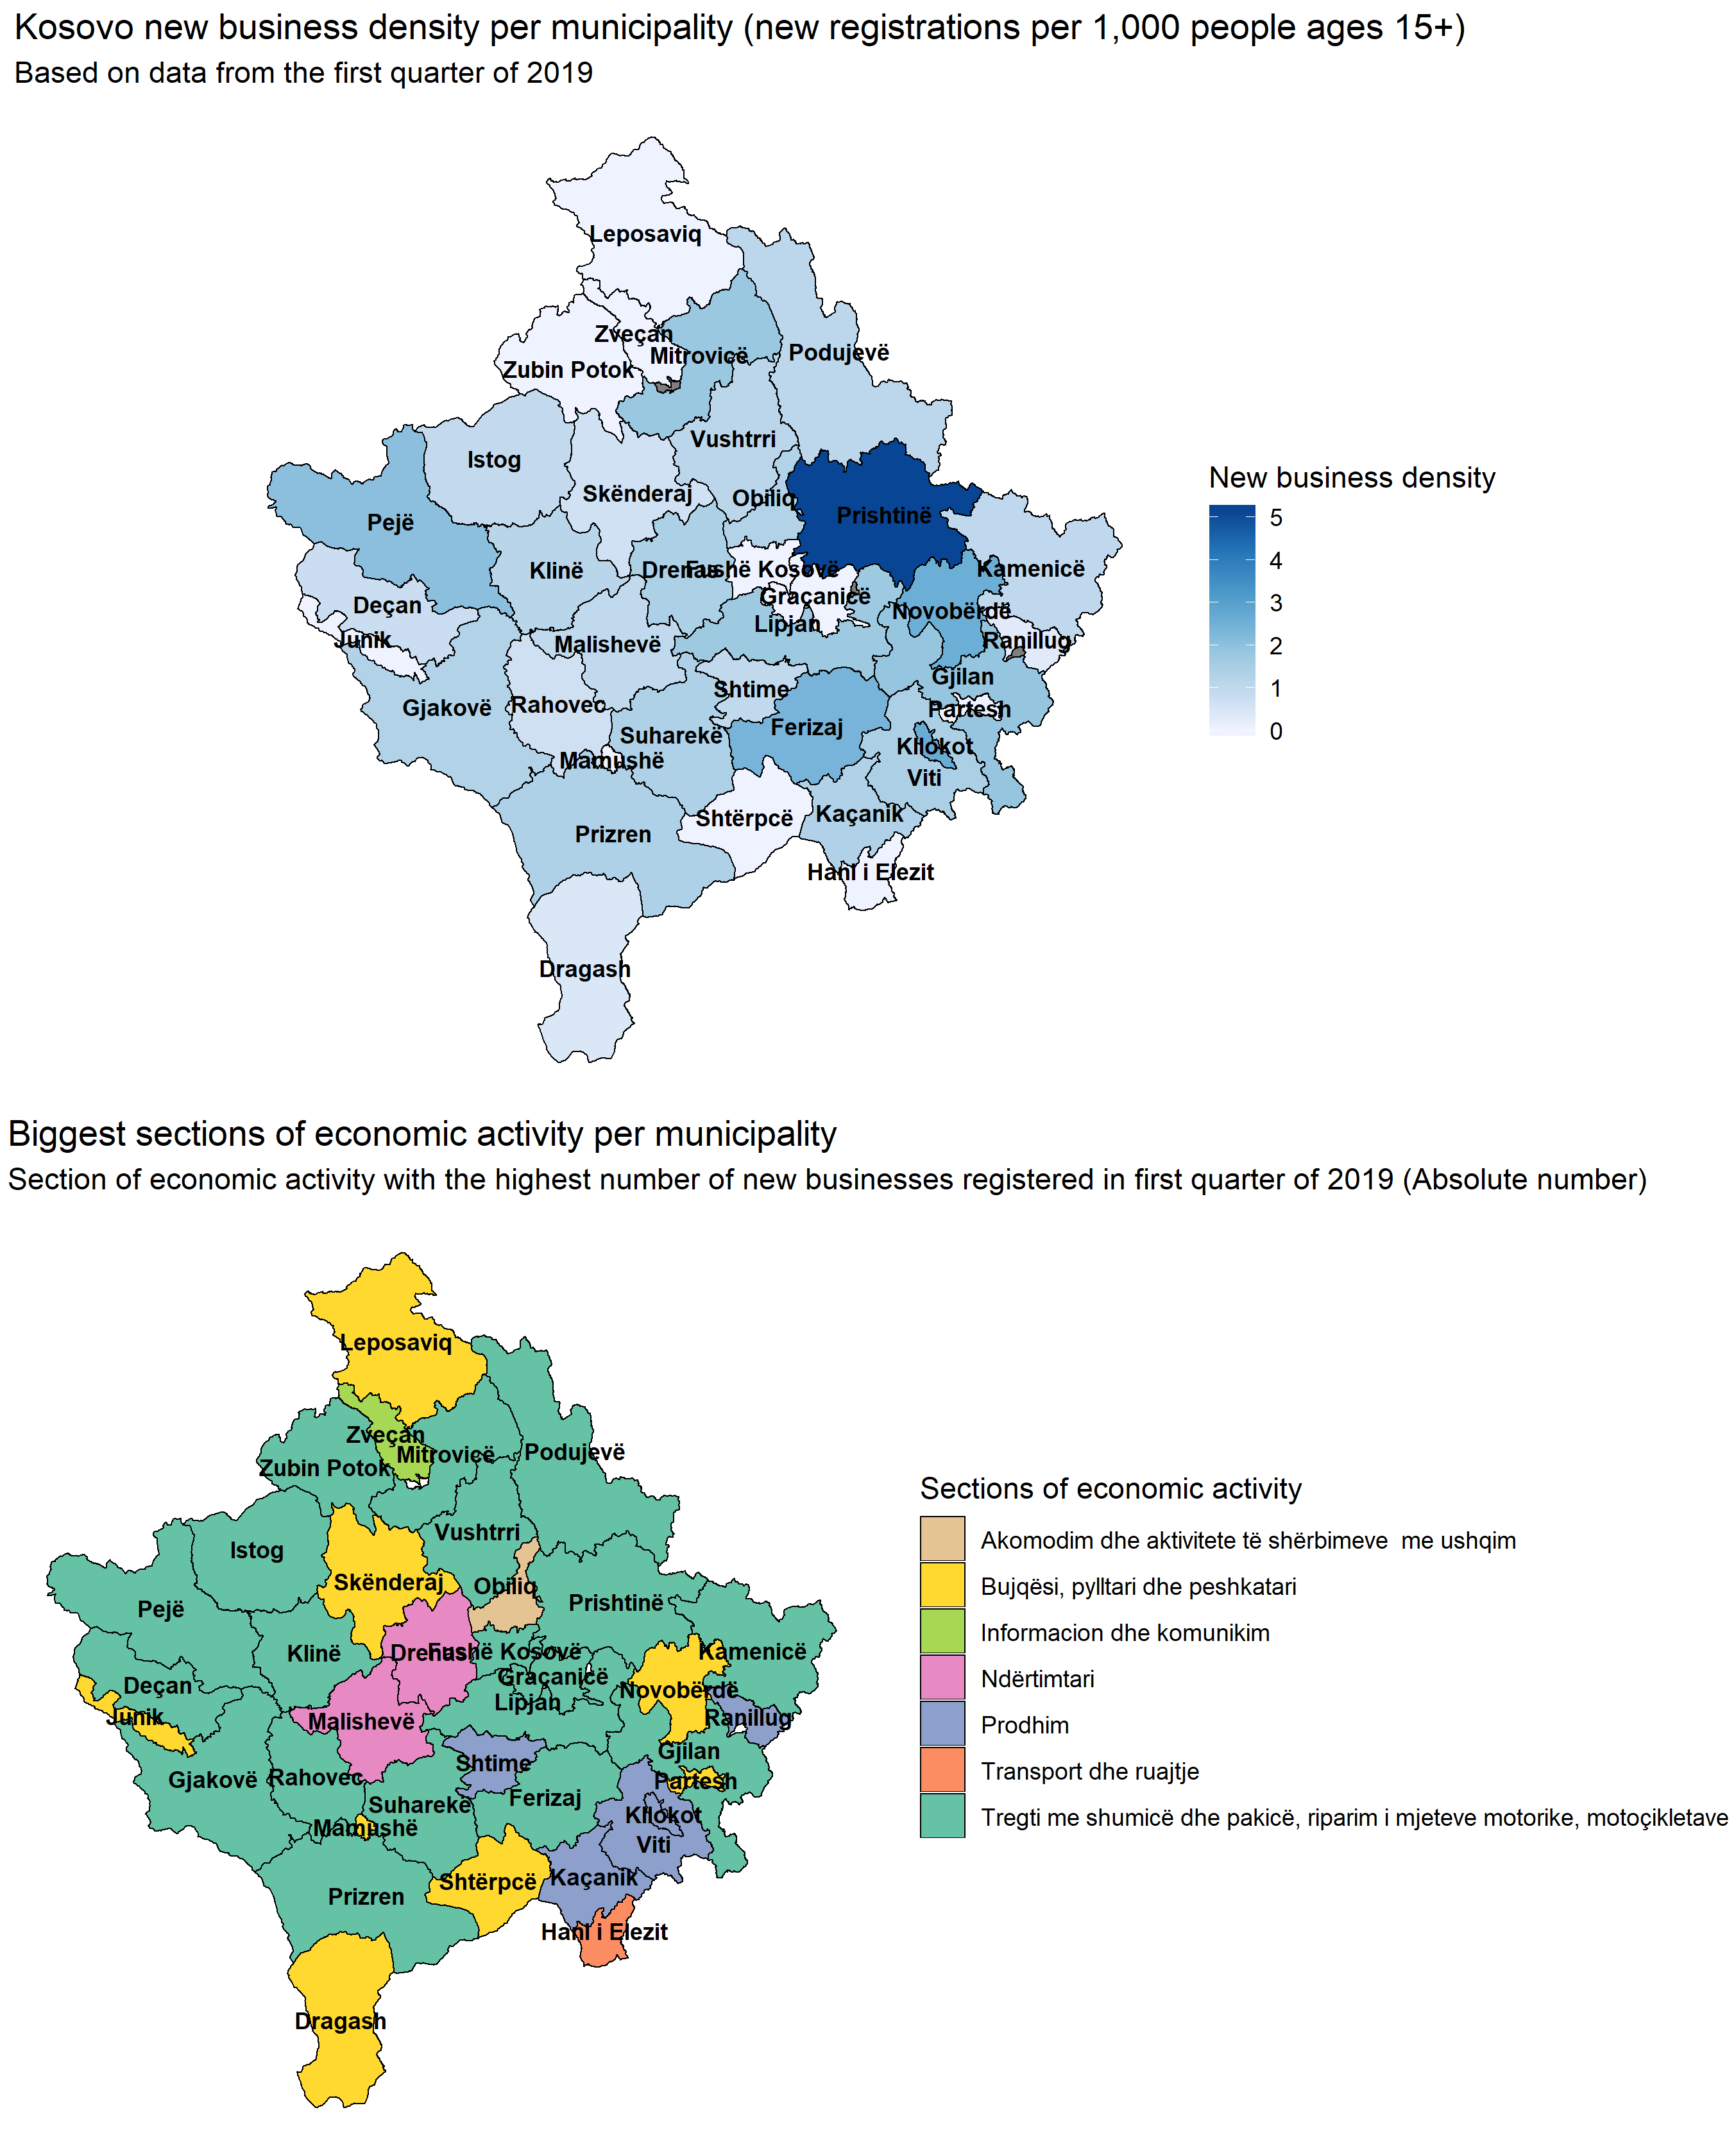 Kosovo new business density per municipality (new registrations per 1,000 people ages 15+)
Based on data from the first quarter of 2019
Leposaviq
Zveçan
Mitrovicë
Podujevë
Zubin Potok
Vushtrri
Istog
Skënderaj
Obiliq
Prishtinë
Pejë
Klinë
Drenas
Fushë Kosovë
Kamenicë
Graçanicë
Deçan
Novobërdë
Lipjan
Junik
Malishevë
Ranillug
Gjilan
Shtime
Gjakovë
Rahovec
Partesh
Ferizaj
Suharekë
Kllokot
Mamushë
Viti
Kaçanik
Shtërpcë
Prizren
Hani i Elezit
Dragash
New business density
5
4
3
2
1
0
Biggest sections of economic activity per municipality
Section of economic activity with the highest number of new businesses registered in first quarter of 2019 (Absolute number)
Leposaviq
Zveçan
Mitrovicë
Podujevë
Zubin Potok
Vushtrri
Istog
Skënderaj
Obiliq
Prishtinë
Pejë
Klinë
Drenas
Fushë Kosovë
Kamenicë
Graçanicë
Deçan
Novobërdë
Lipjan
Junik
Malishevë
Ranillug
Gjilan
Shtime
Gjakovë
Rahovec
Partesh
Ferizaj
Suharekë
Kllokot
Mamushë
Viti
Kaçanik
Shtërpcë
Prizren
Hani i Elezit
Dragash
Sections of economic activity
Akomodim dhe aktivitete të shërbimeve  me ushqim
Bujqësi, pylltari dhe peshkatari
Informacion dhe komunikim
Ndërtimtari
Prodhim
Transport dhe ruajtje
Tregti me shumicë dhe pakicë, riparim i mjeteve motorike, motoçikletave